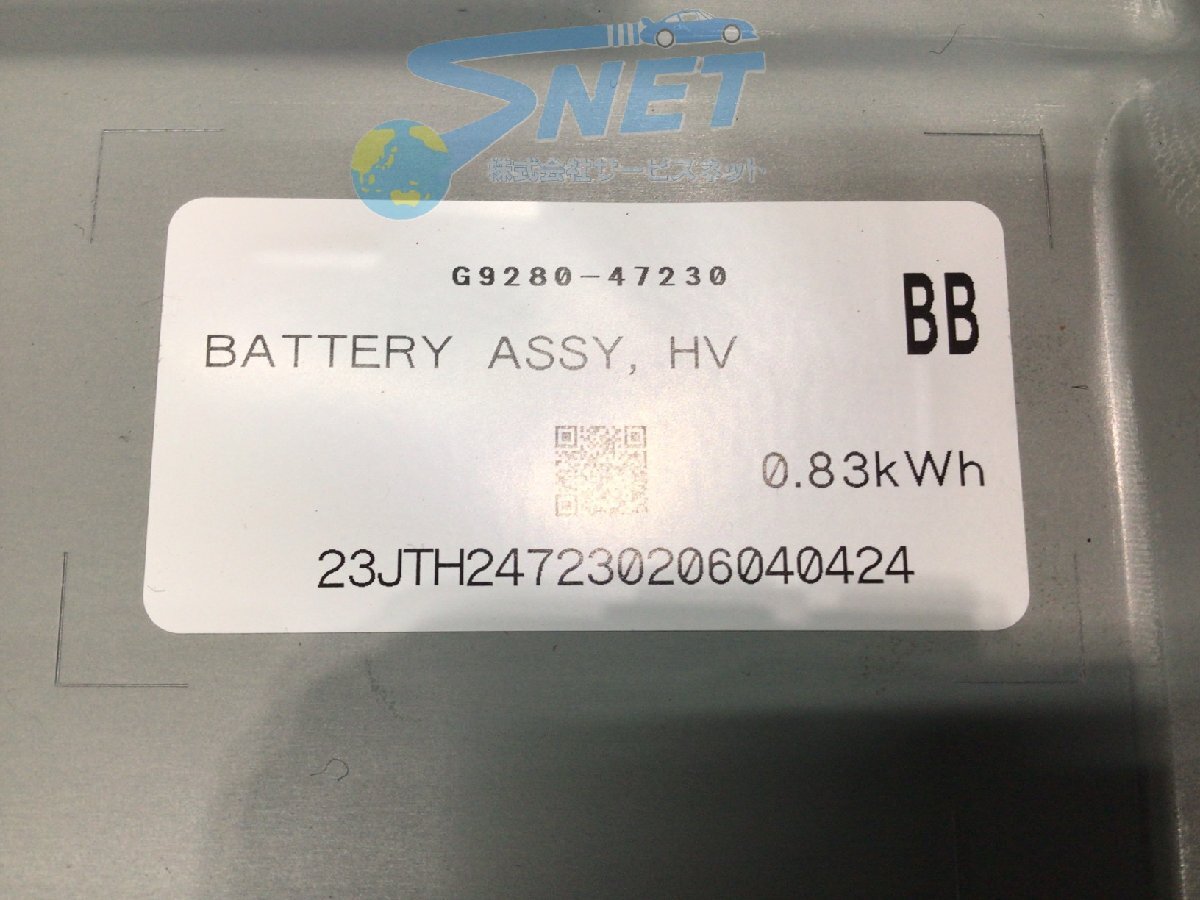 SNET
株式会社サービスネット
G9280-47230
BB
BATTERY ASSY, HV
0.83kWh
23JTH247230206040424